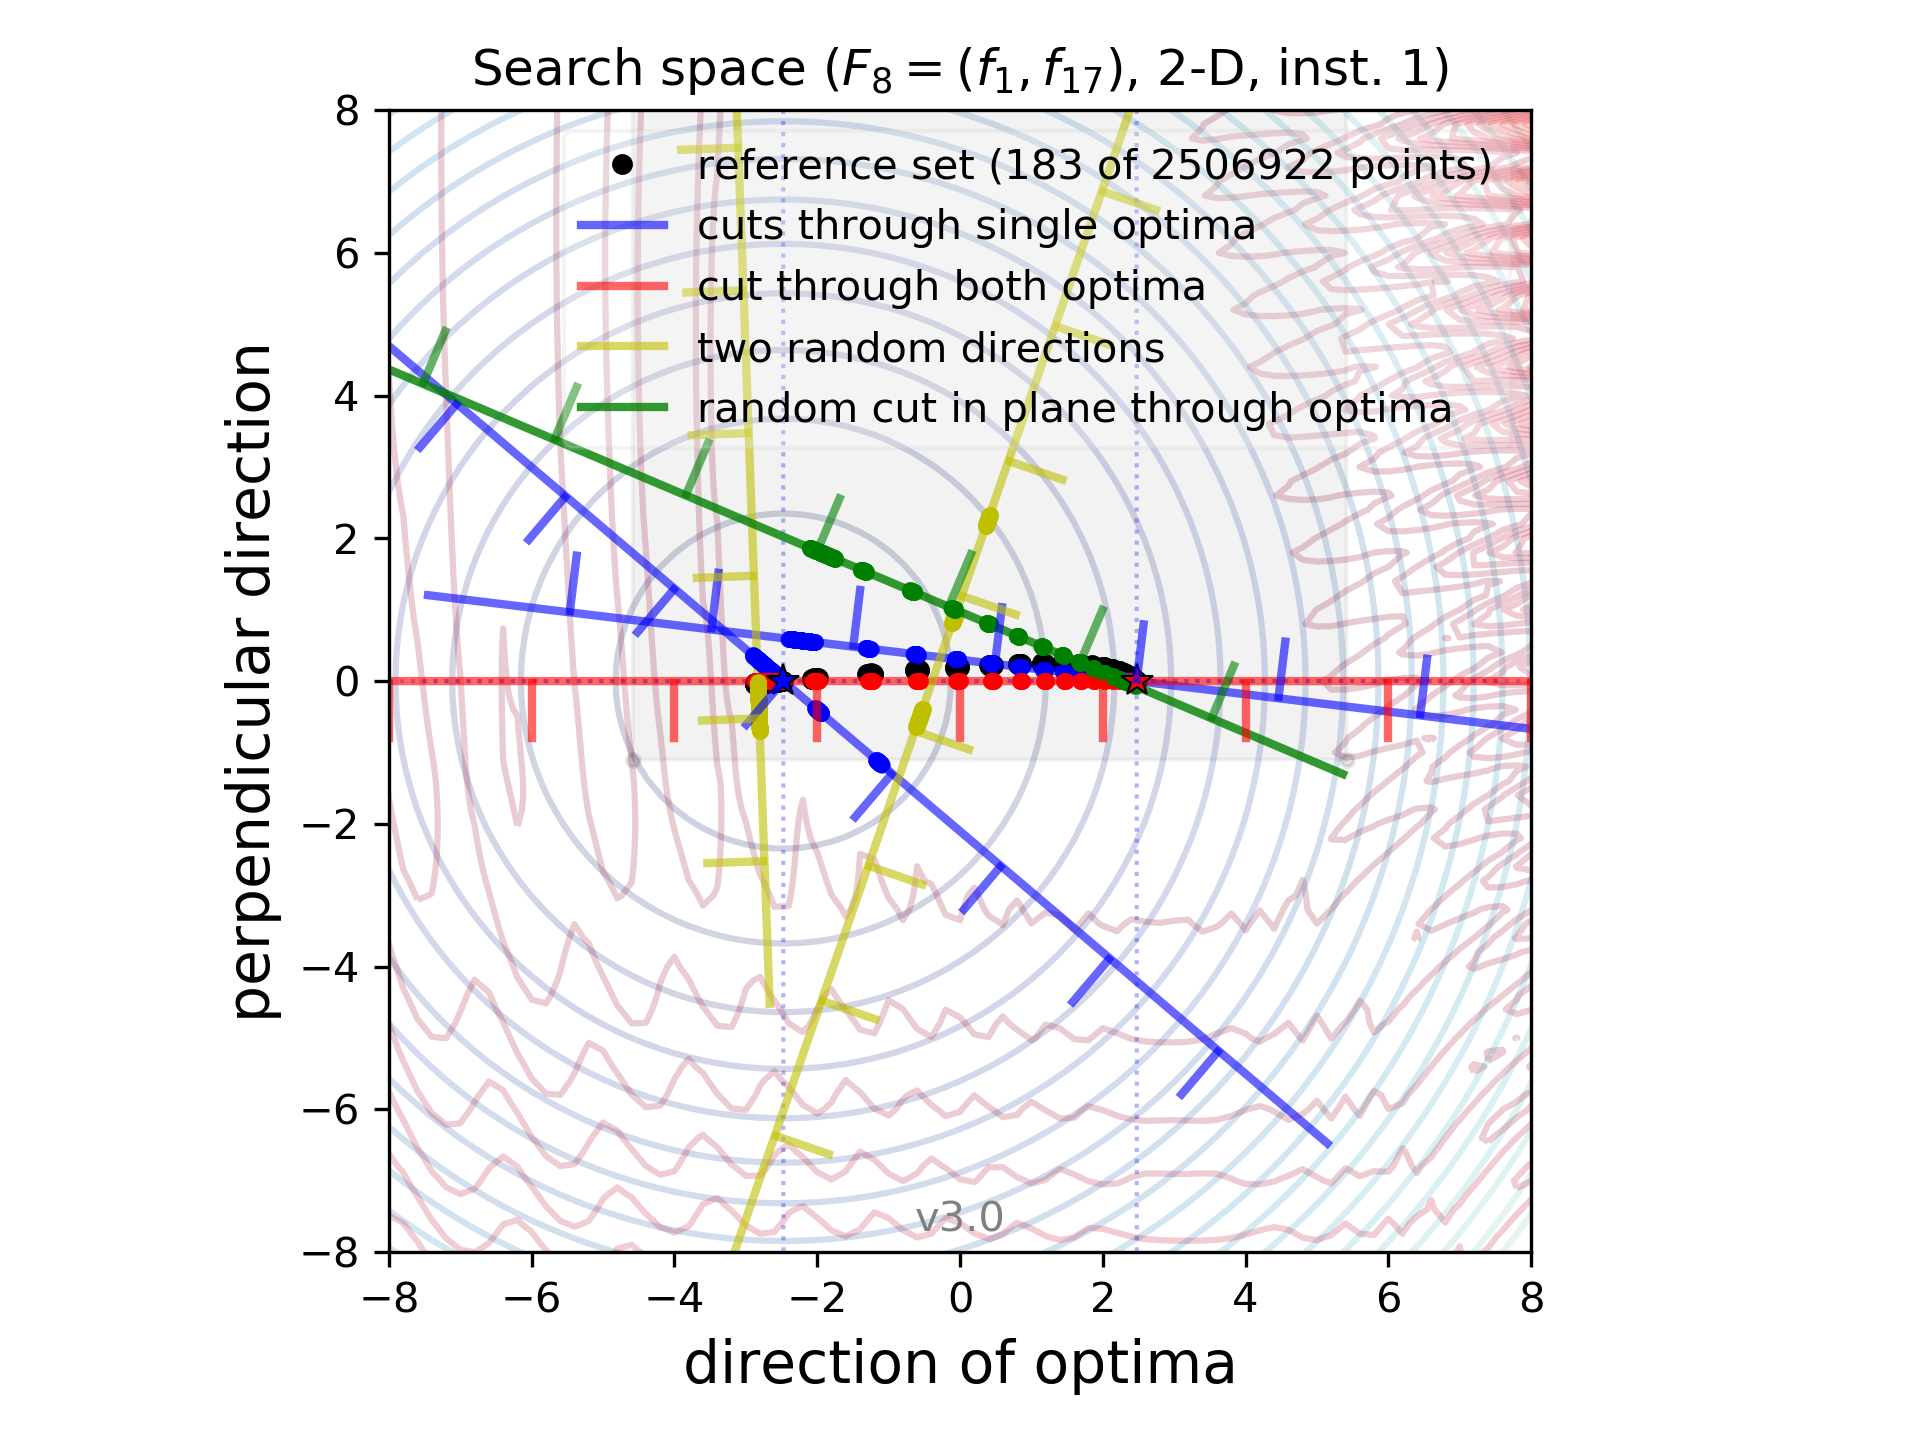 Search space (F₈ = (f₁, f₁₇), 2-D, inst. 1)
reference set (183 of 2506922 points)
cuts through single optima
cut through both optima
two random directions
random cut in plane through optima
perpendicular direction
8
6
4
2
0
−2
−4
−6
−8
v3.0
−8 −6 −4 −2 0 2 4 6 8
direction of optima